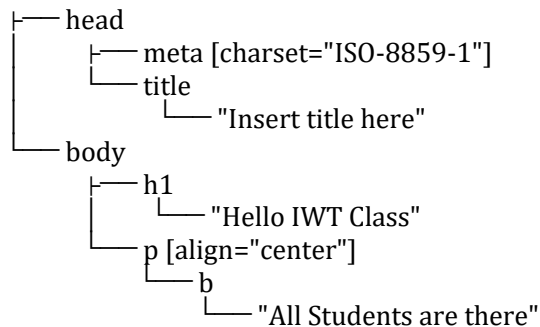 head
meta [charset="ISO-8859-1"]
title
"Insert title here"
body
h1
"Hello IWT Class"
p [align="center"]
b
"All Students are there"